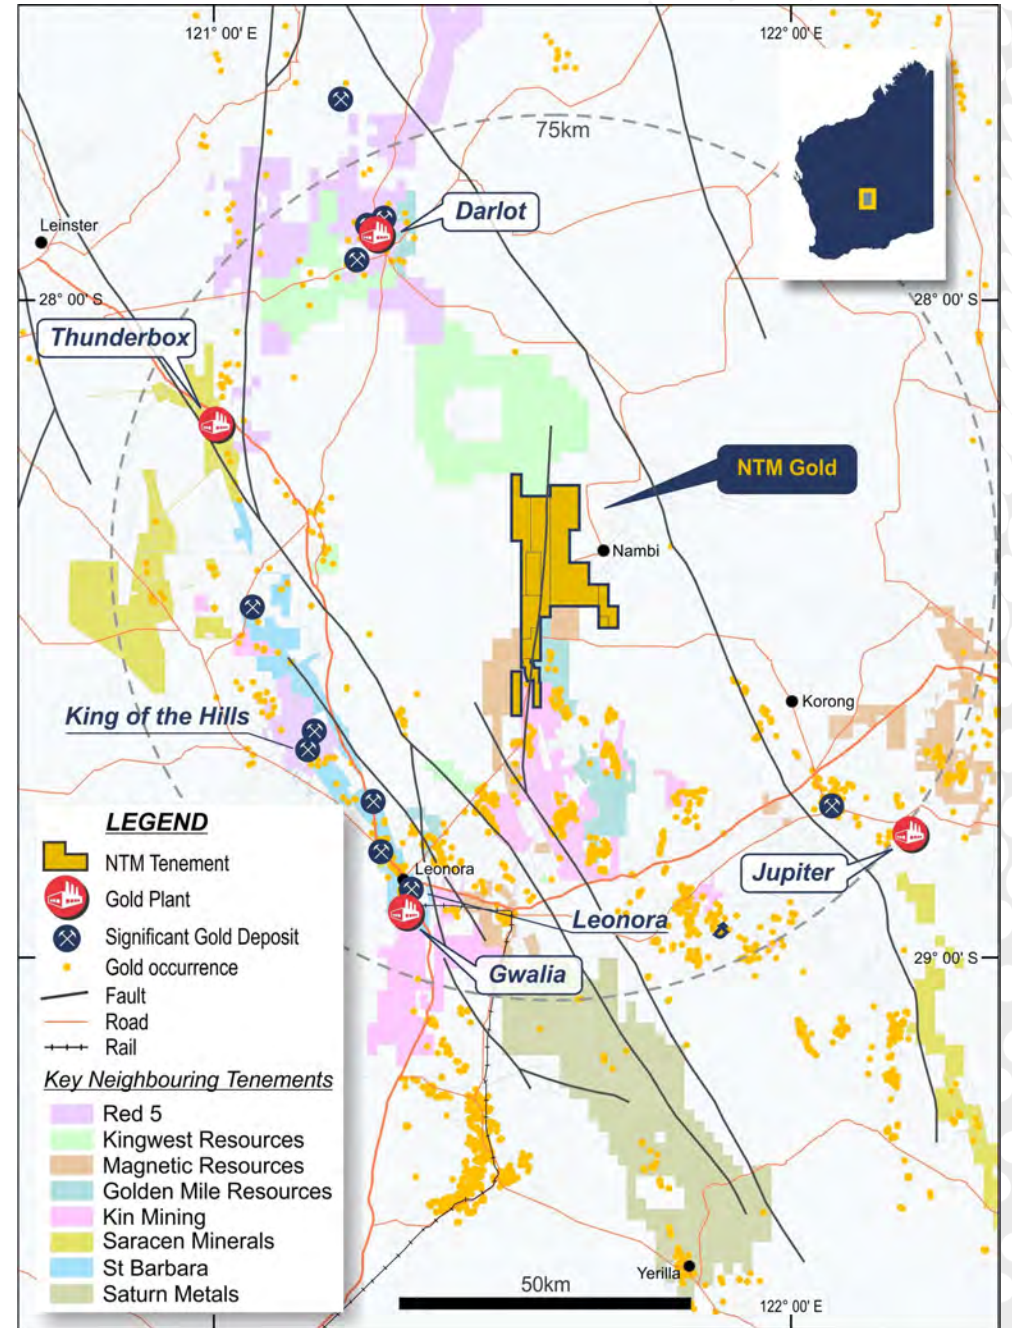 121° 00' E
122° 00' E
75km
Leinster
Darlot
28° 00' S
28° 00' S
Thunderbox
NTM Gold
Nambi
Korong
King of the Hills
Jupiter
Leonora
Leonora
Gwalia
29° 00' S
LEGEND
NTM Tenement
Gold Plant
Significant Gold Deposit
Gold occurrence
Fault
Road
Rail
Key Neighbouring Tenements
Red 5
Kingwest Resources
Magnetic Resources
Golden Mile Resources
Kin Mining
Saracen Minerals
St Barbara
Saturn Metals
Yerilla
50km
122° 00' E